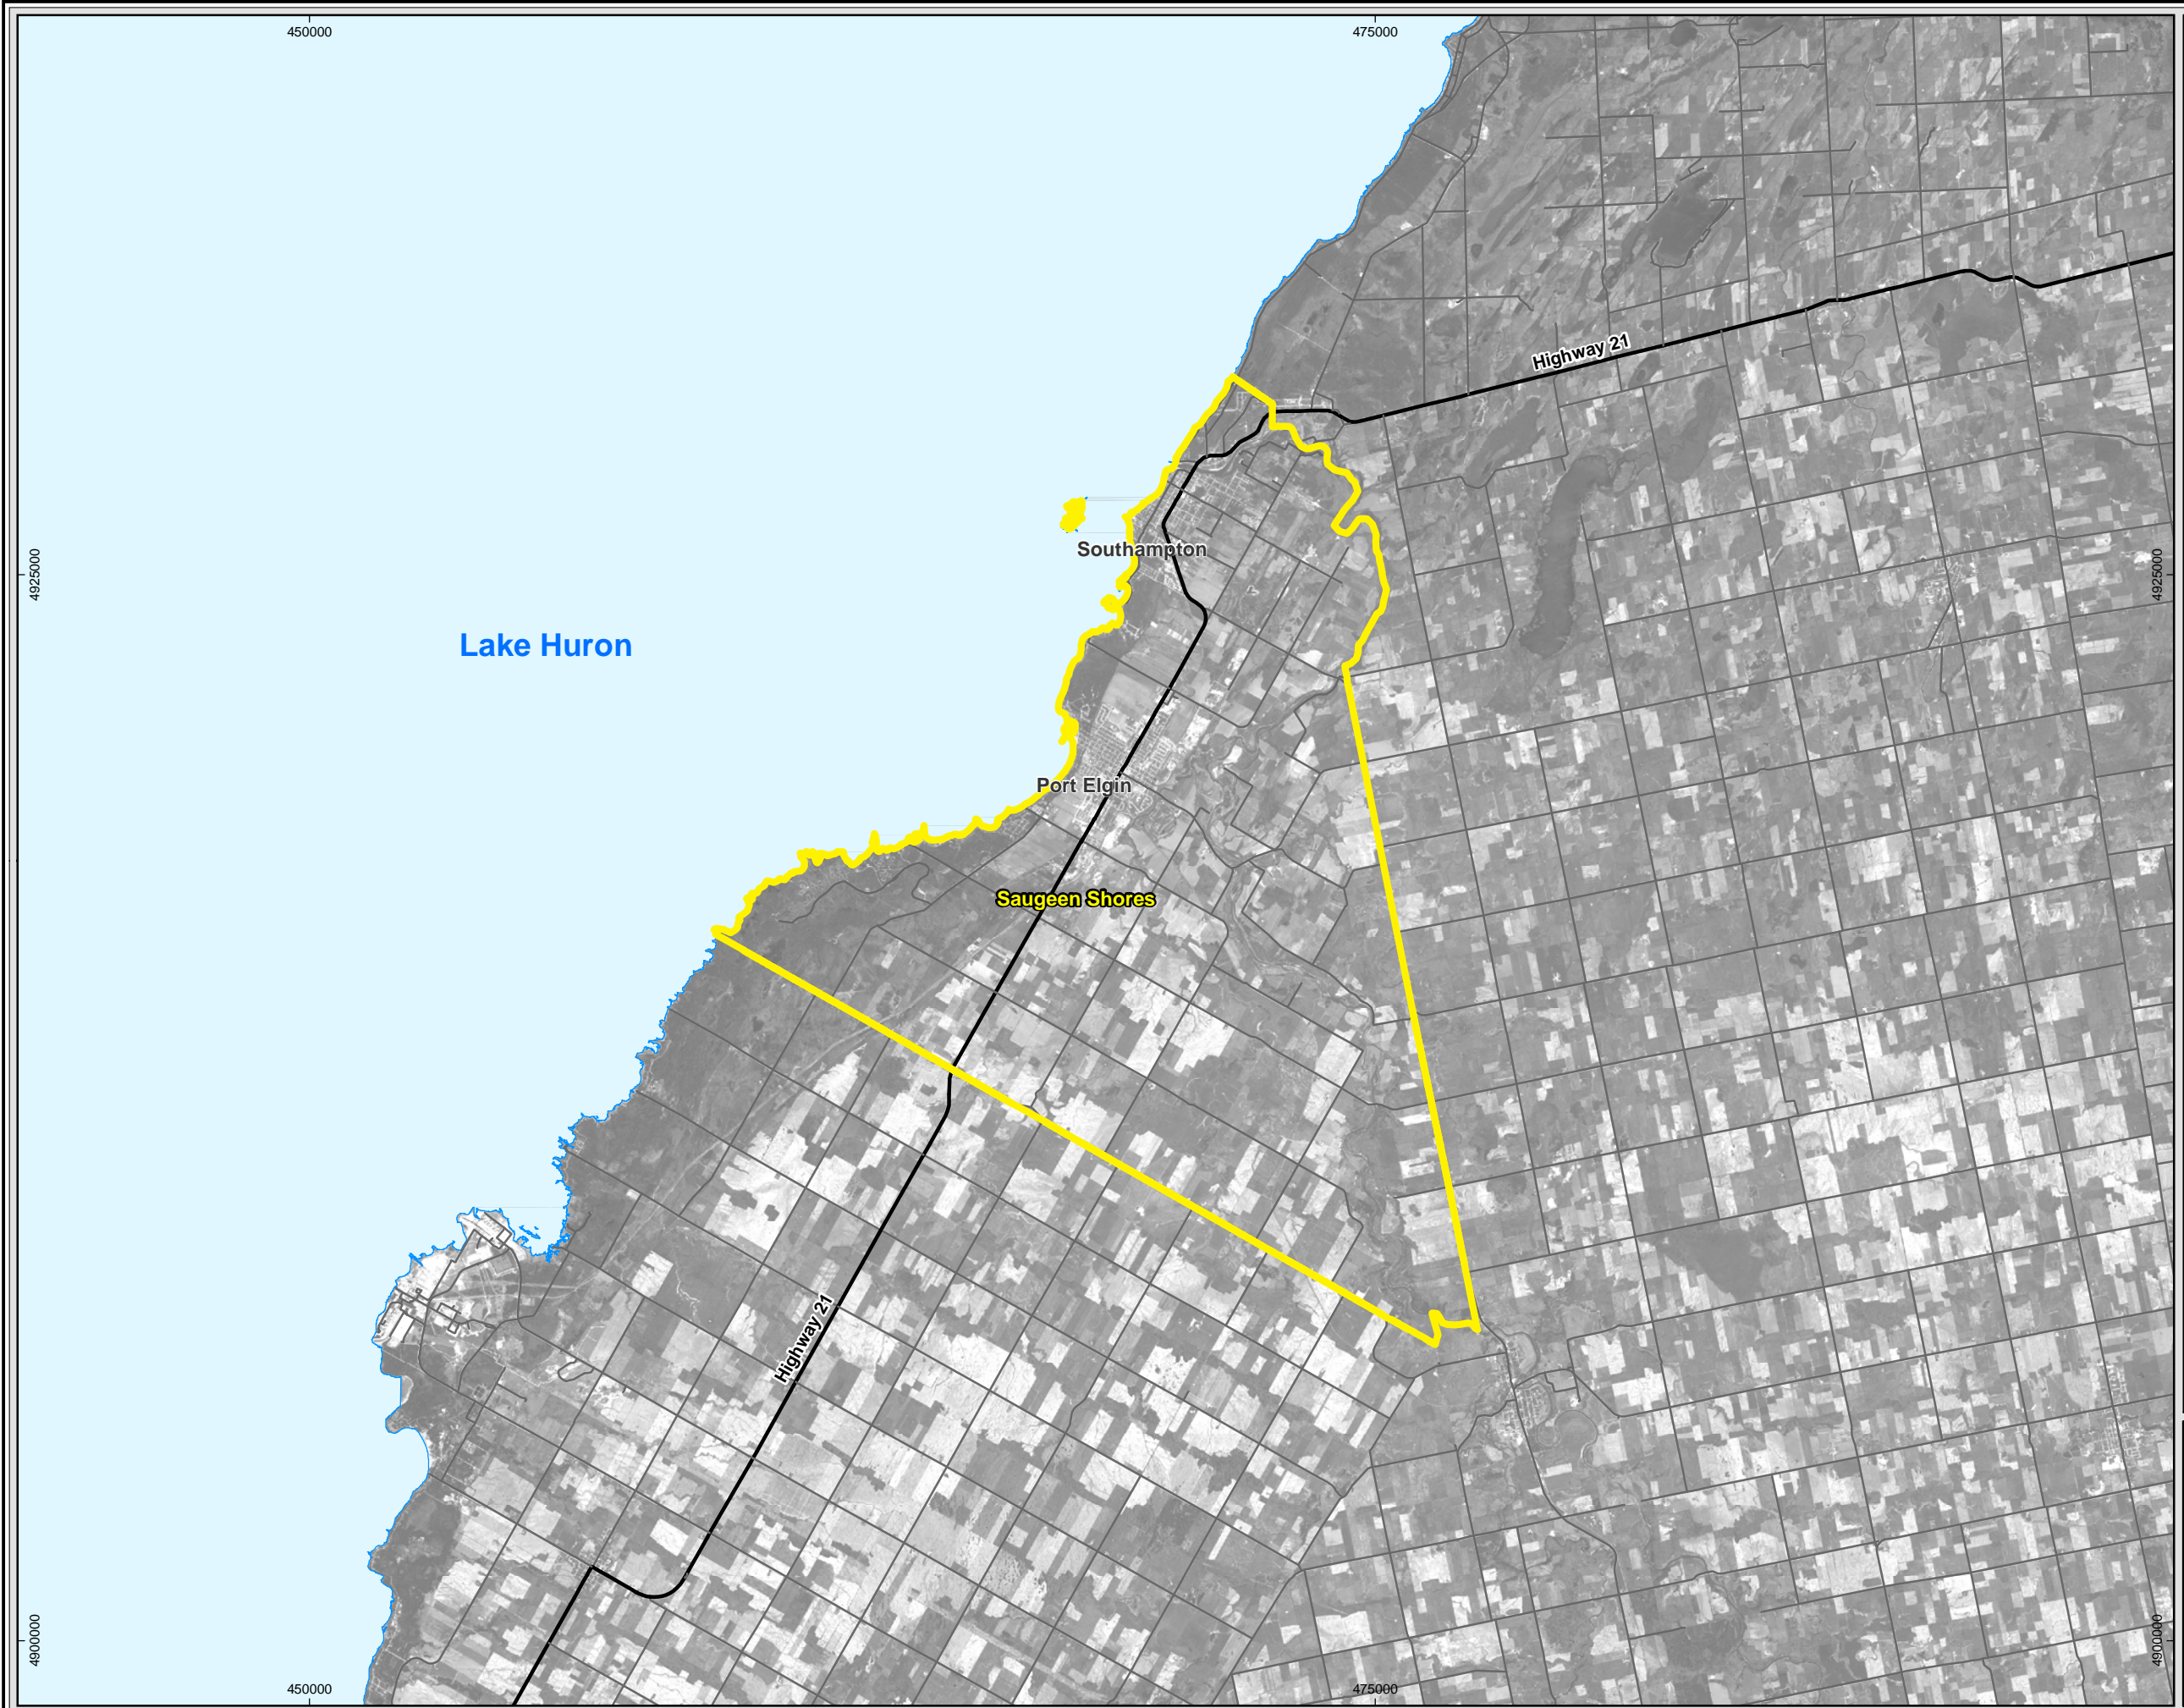 450000
475000
Highway 21
Southampton
4925000
4925000
Lake Huron
Port Elgin
Saugeen Shores
Highway 21
4900000
4900000
450000
475000